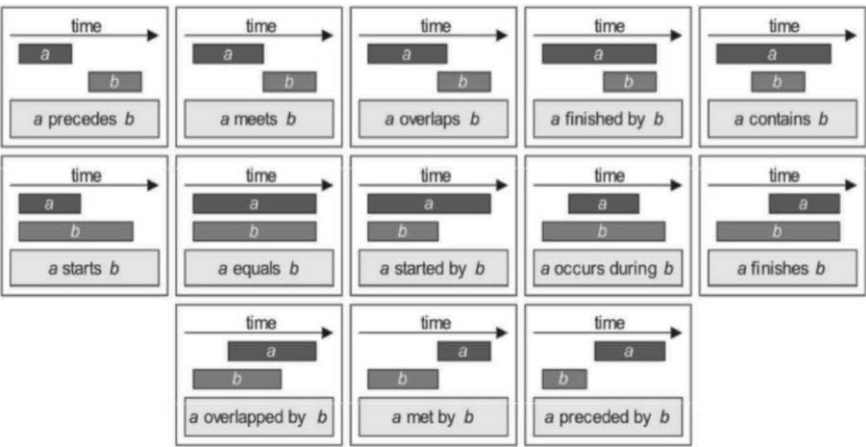 time
a
b
a precedes b
time
a
b
a meets b
time
a
b
a overlaps b
time
a
b
a finished by b
time
a
b
a contains b
time
a
b
a starts b
time
a
b
a equals b
time
a
b
a started by b
time
a
b
a occurs during b
time
a
b
a finishes b
time
a
b
a overlapped by b
time
a
b
a met by b
time
a
b
a preceded by b